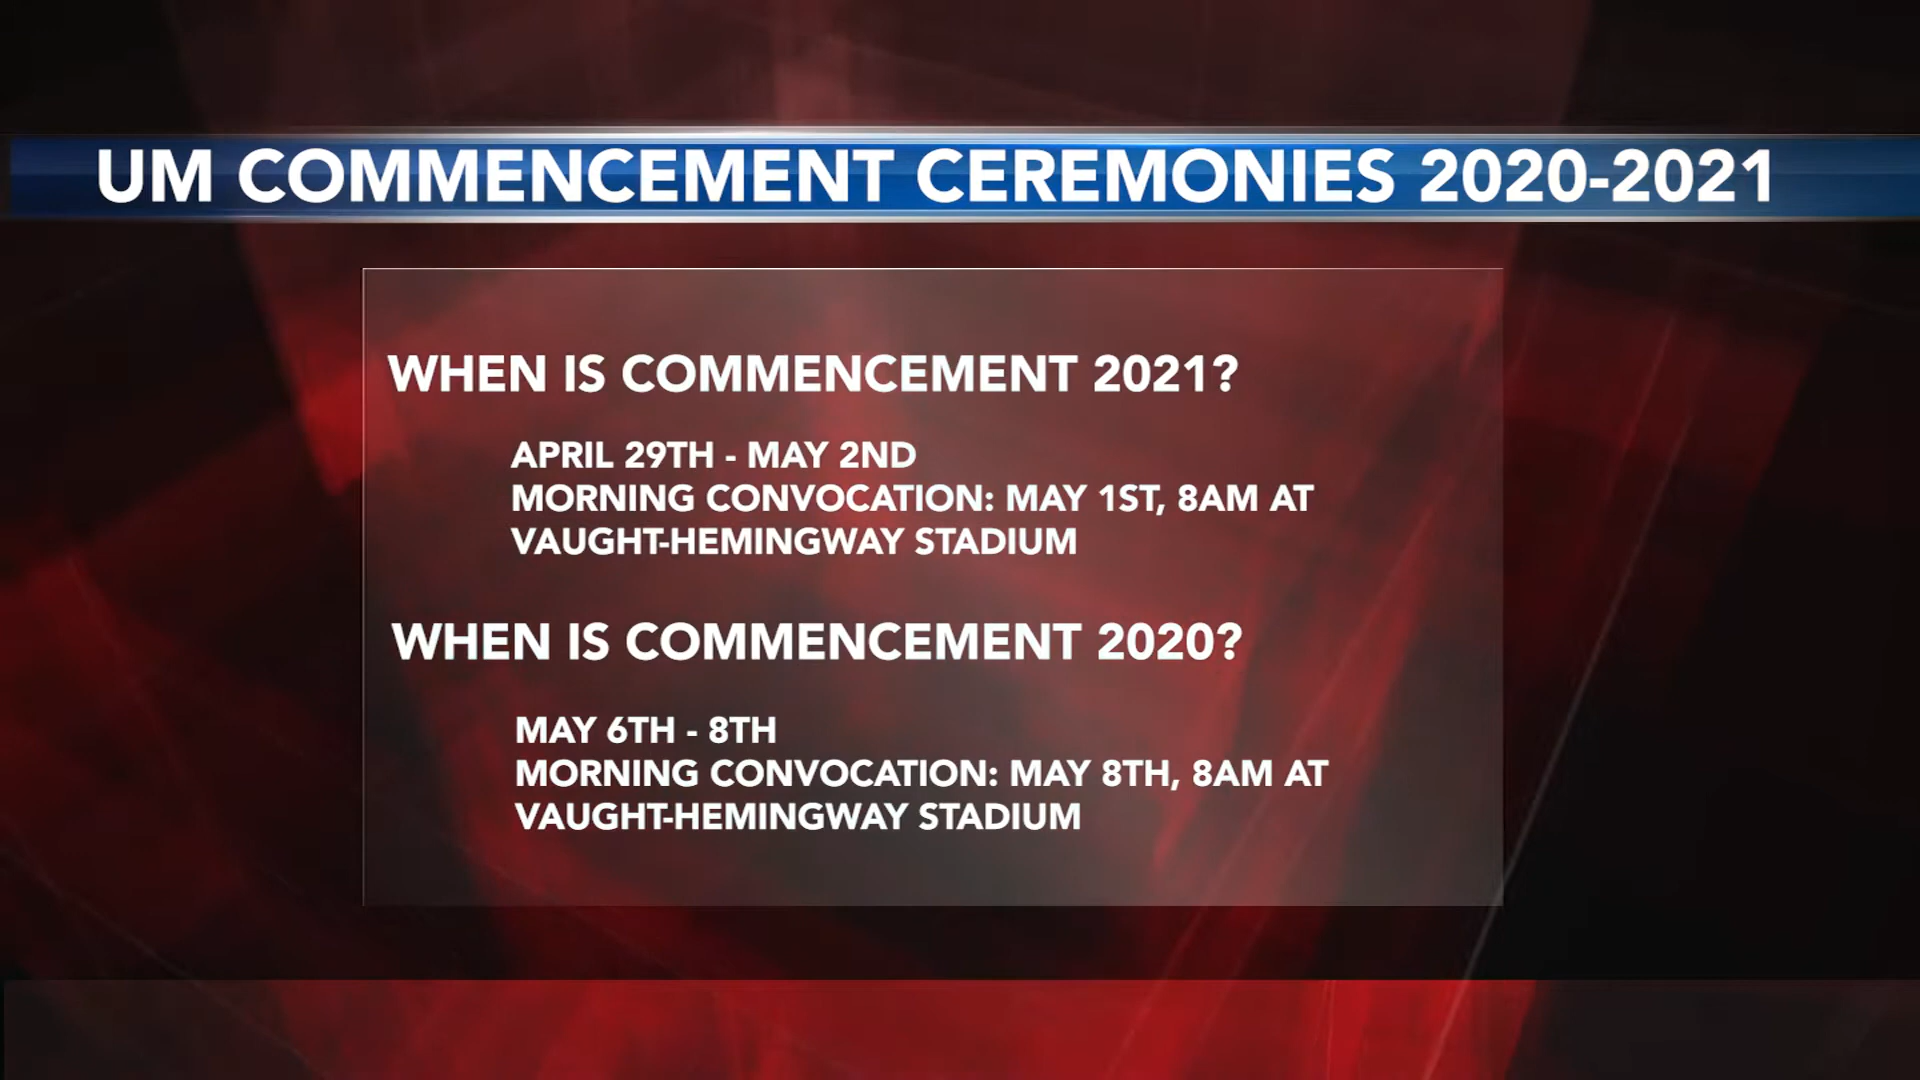 UM COMMENCEMENT CEREMONIES 2020-2021
WHEN IS COMMENCEMENT 2021?
APRIL 29TH - MAY 2ND
MORNING CONVOCATION: MAY 1ST, 8AM AT
VAUGHT-HEMINGWAY STADIUM
WHEN IS COMMENCEMENT 2020?
MAY 6TH - 8TH
MORNING CONVOCATION: MAY 8TH, 8AM AT
VAUGHT-HEMINGWAY STADIUM